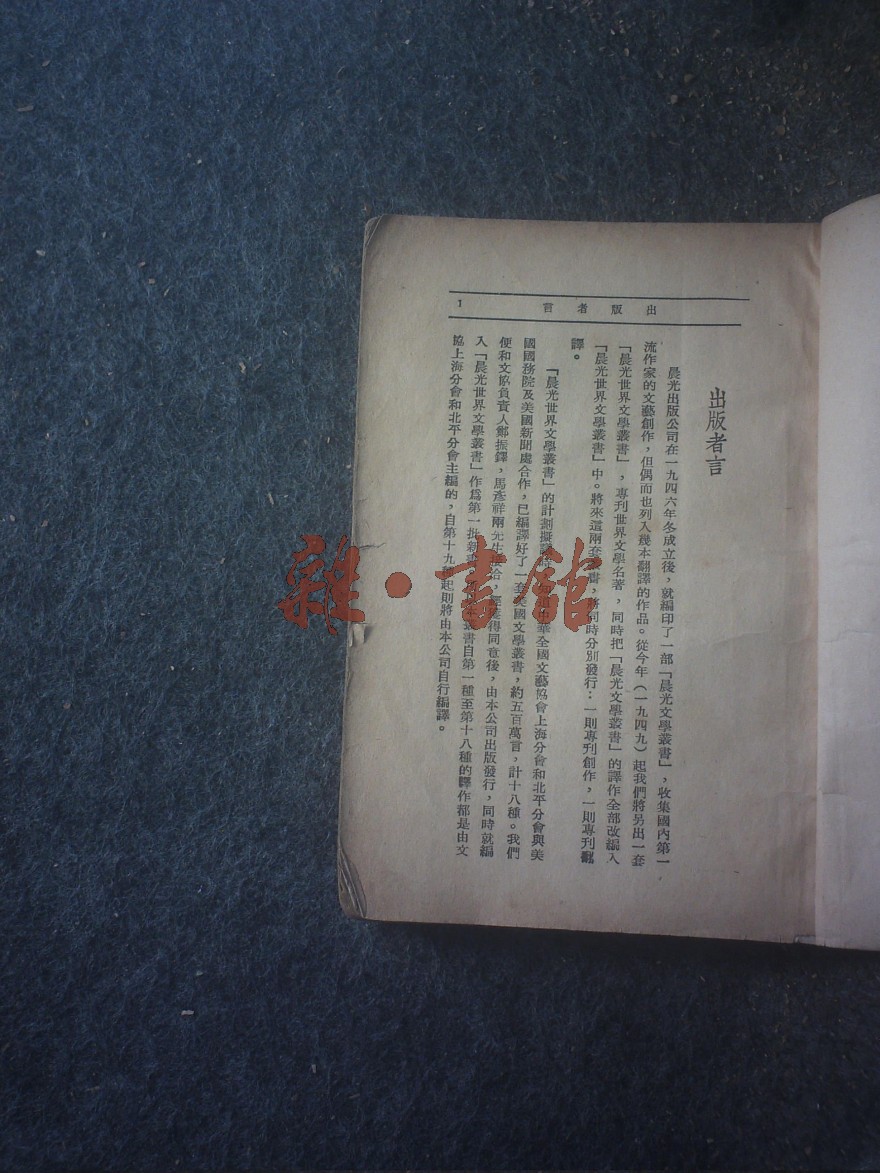 出版者言
1
出版者言
晨光出版公司在一九四六年冬成立後，就編印了一部「晨光文學叢書」，收集國內第一
流作家的文藝創作，但偶而也列入幾本翻譯的作品。從今年（一九四九）起我們將另出一套
「晨光世界文學叢書」，專刊世界文學名著，同時把「晨光文學叢書」的譯作全部改編入
「晨光世界文學叢書」中。將來這兩套叢書，將同時分別發行：一則專刊創作，一則專刊翻
譯。
「晨光世界文學叢書」的計劃擬議時，中華全國文藝協會上海分會和北平分會與美
國國務院及美國新聞處合作，已編譯好了一套美國文學叢書，約五百萬言，計十八種。我們
便和文協負責人鄭振鐸，馬彥祥兩先生接洽，獲得同意後，由本公司出版發行，同時就編
入「晨光世界文學叢書」作爲第一批新書。叢書自第一種至第十八種的譯作都是由文
協上海分會和北平分會主編的，自第十九種起則將由本公司自行編譯。
雜·書館